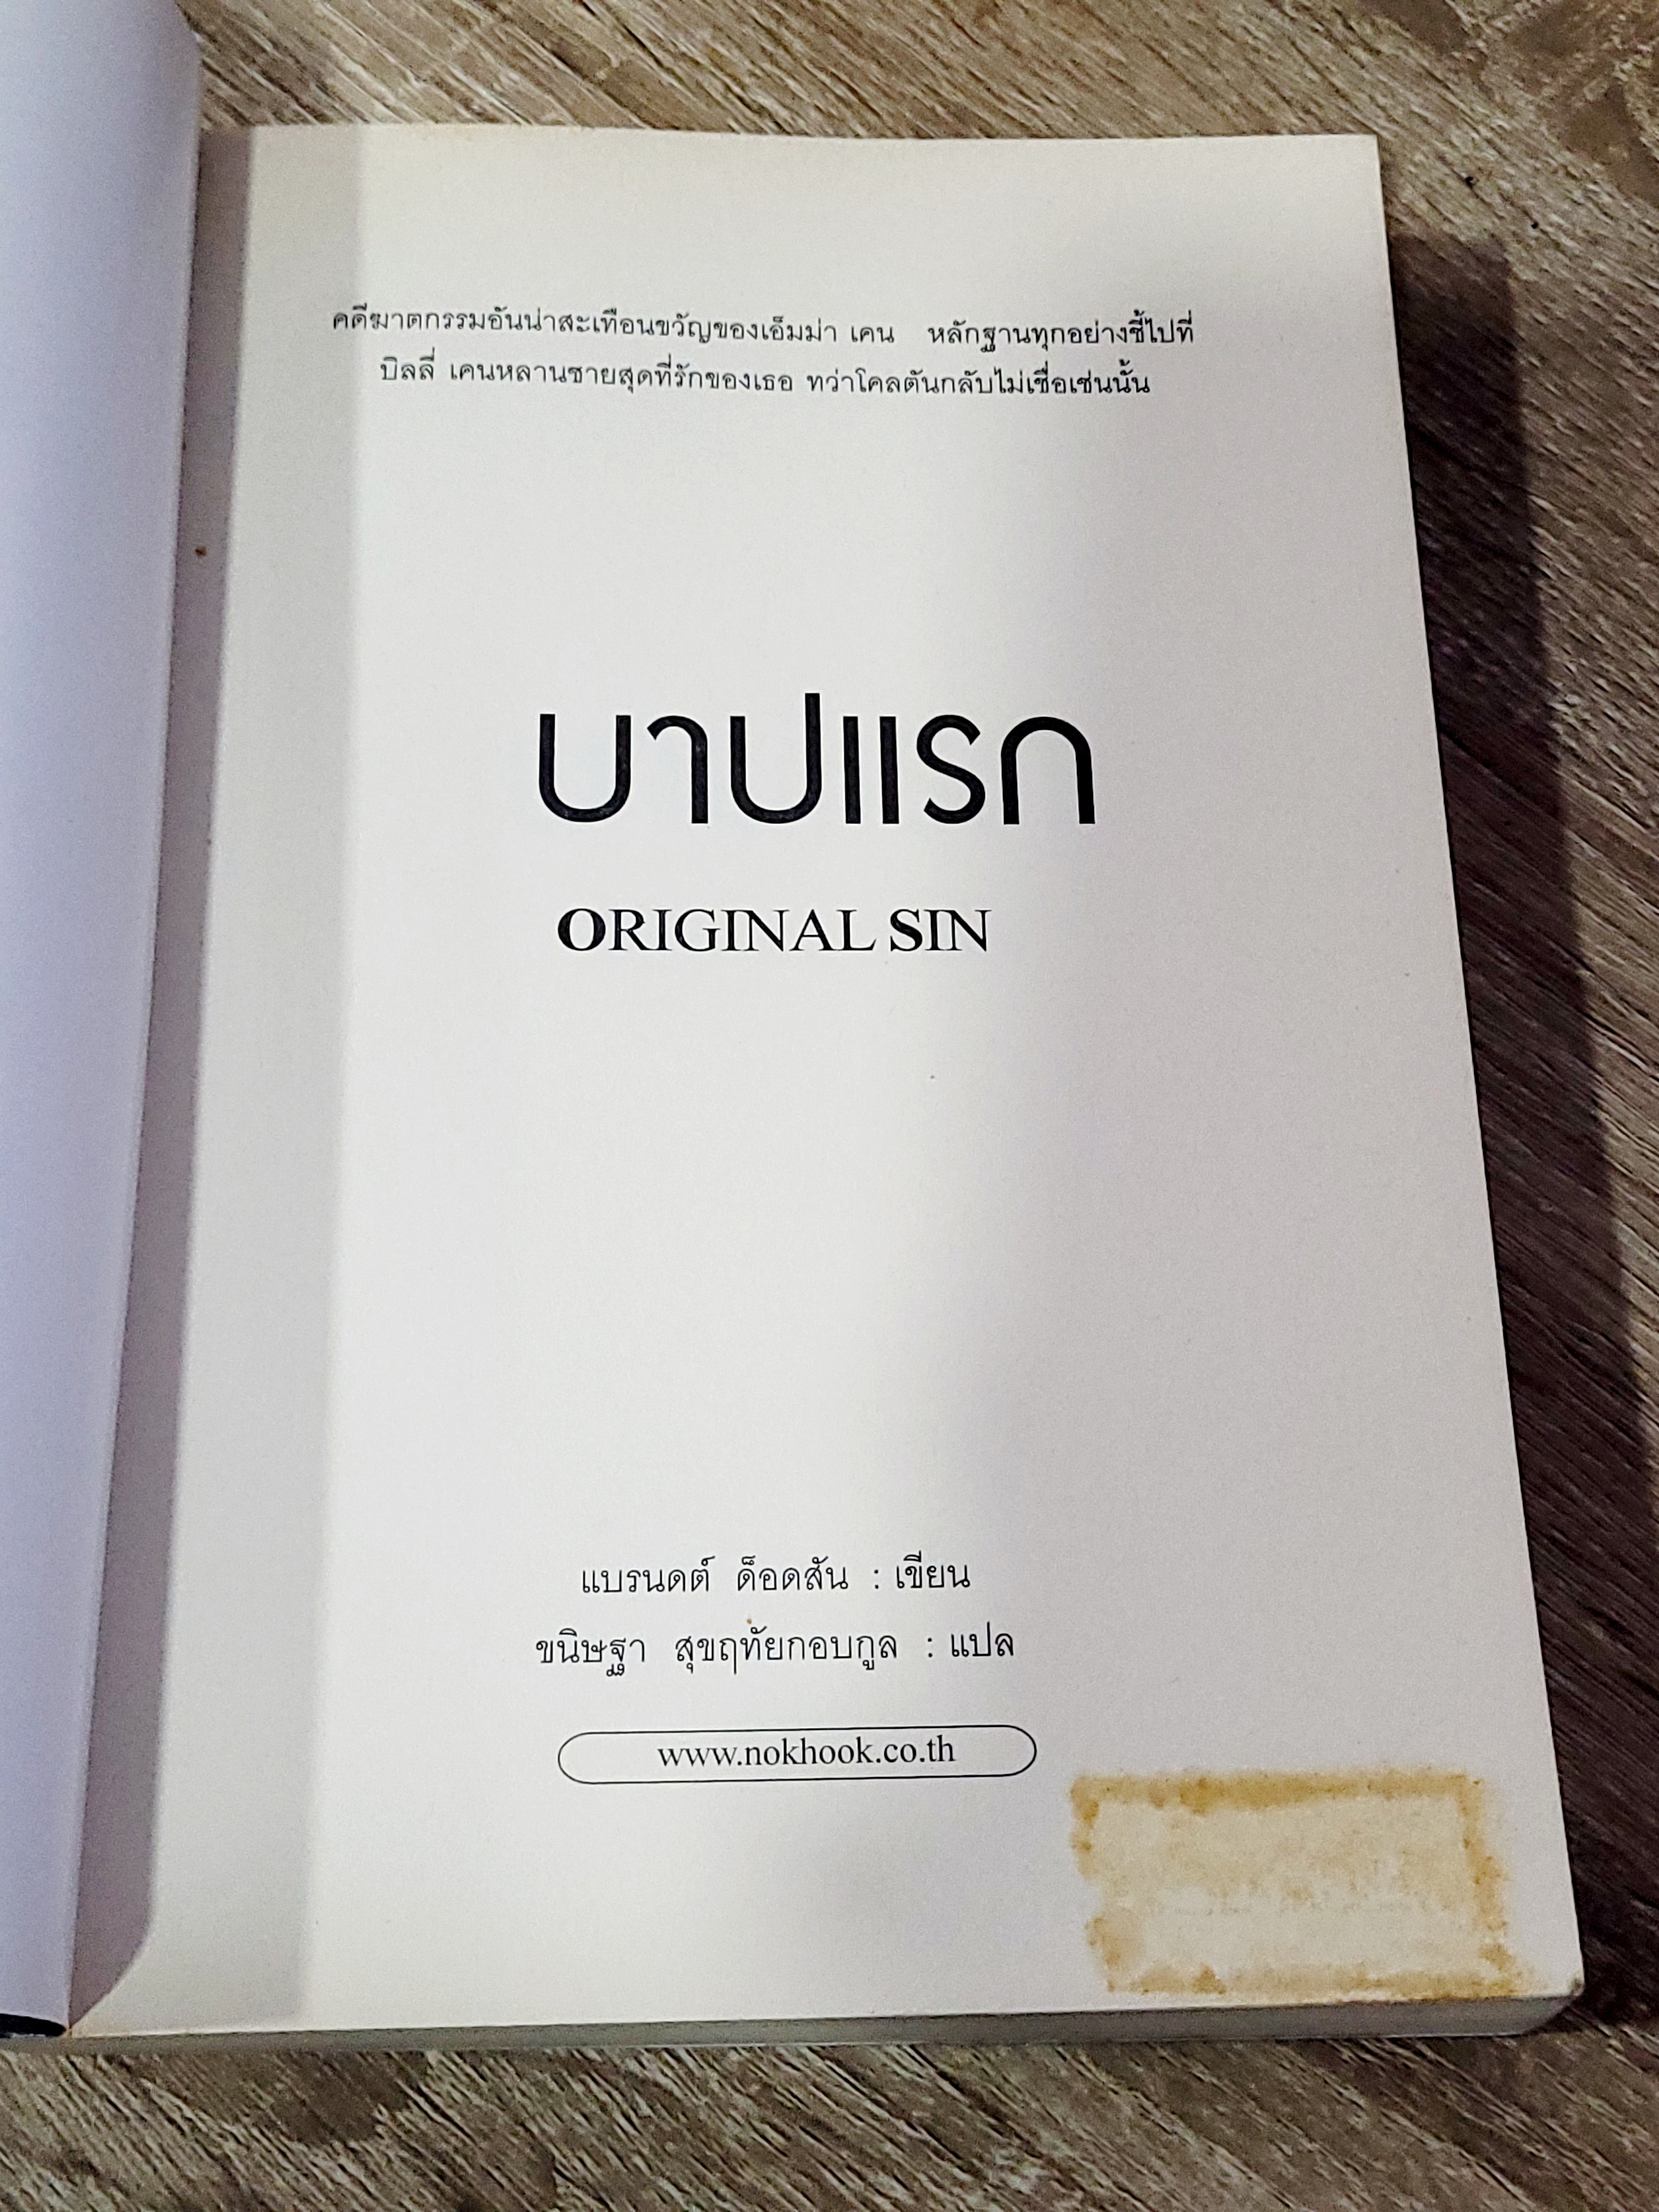 คดีฆาตกรรมอันน่าสะเทือนขวัญของเอ็มม่า เคน หลักฐานทุกอย่างชี้ไปที่
บิลลี่ เคนหลานชายสุดที่รักของเธอ ทว่าโคลตันกลับไม่เชื่อเช่นนั้น
บาปแรก
ORIGINAL SIN
แบรนดต์ ด็อดสัน : เขียน
ขนิษฐา สุขฤทัยกอบกูล : แปล
www.nokhook.co.th